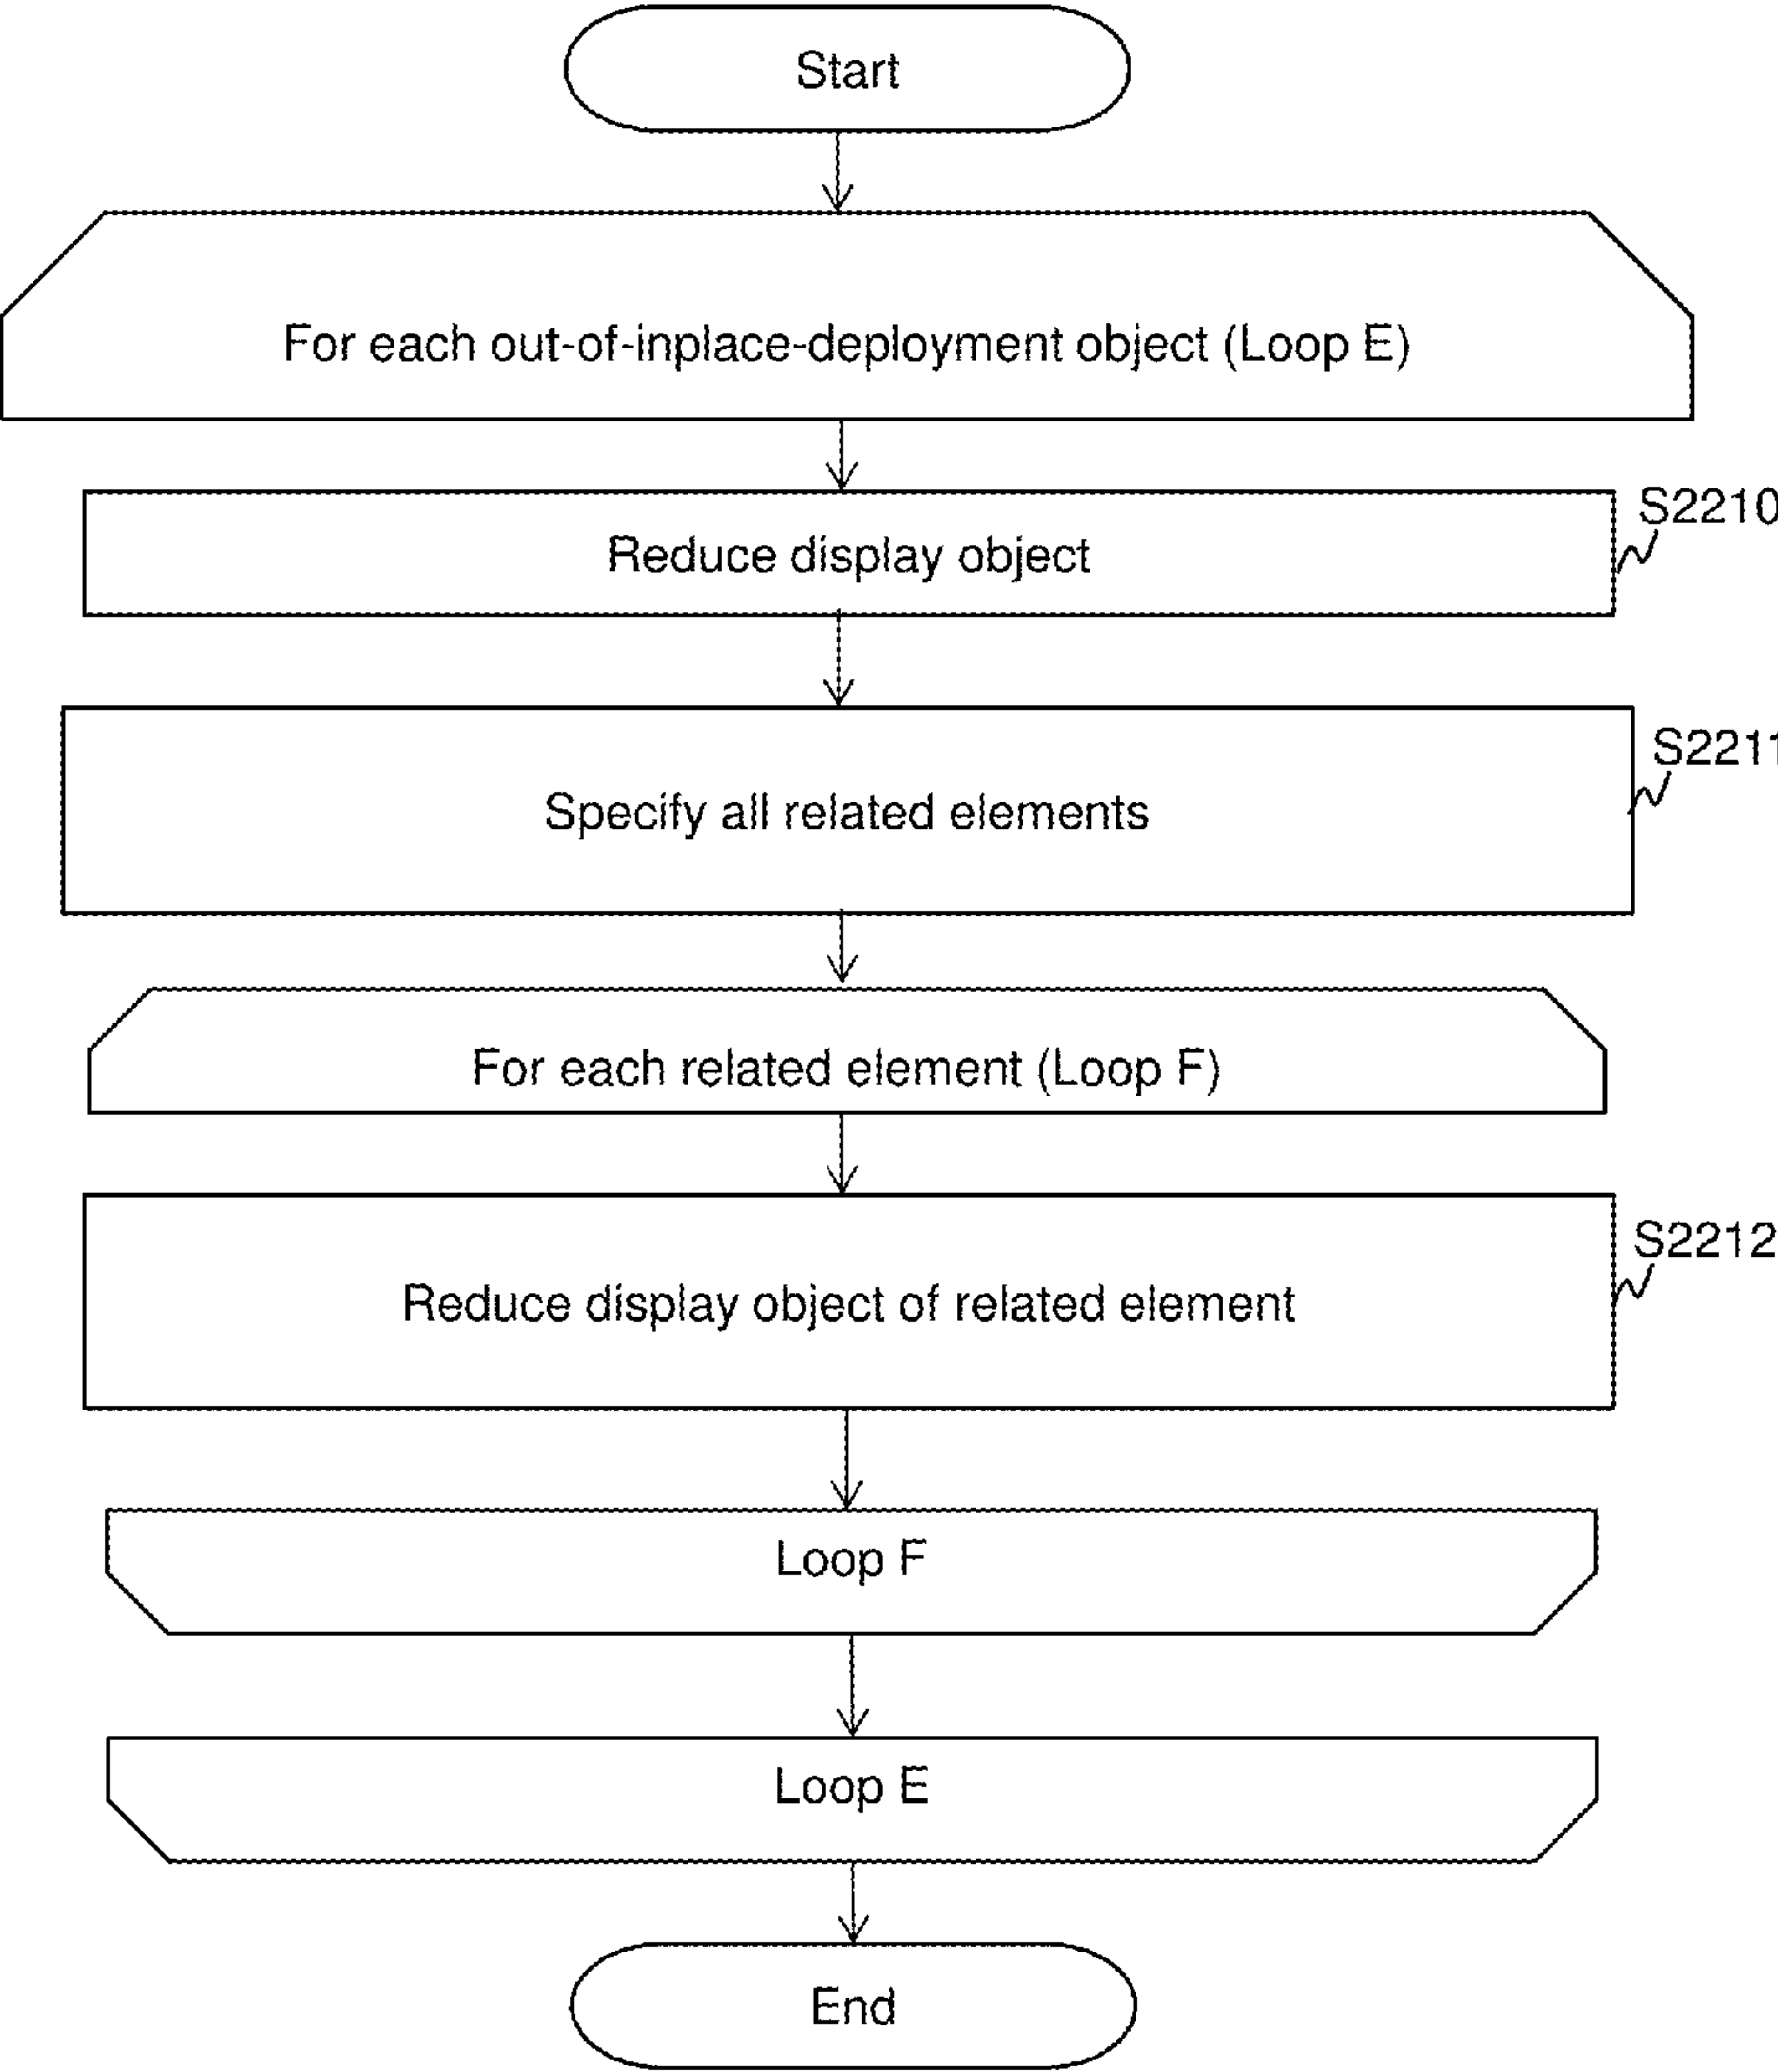 Start
For each out-of-inplace-deployment object (Loop E)
S2210
Reduce display object
S2211
Specify all related elements
For each related element (Loop F)
S2212
Reduce display object of related element
Loop F
Loop E
End